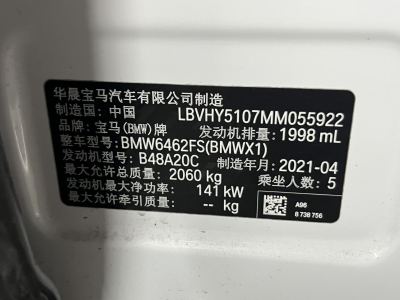 华晨宝马汽车有限公司制造
制造国：中国 LBVHY5107MM055922
品牌：宝马(BMW)牌 发动机排量：1998 mL
整车型号：BMW6462FS(BMWX1)
发动机型号：B48A20C 制造年月：2021-04
最大允许总质量：2060 kg 乘坐人数：5
发动机最大净功率：141 kW
最大允许牵引质量：-- kg
A96
8 738 756